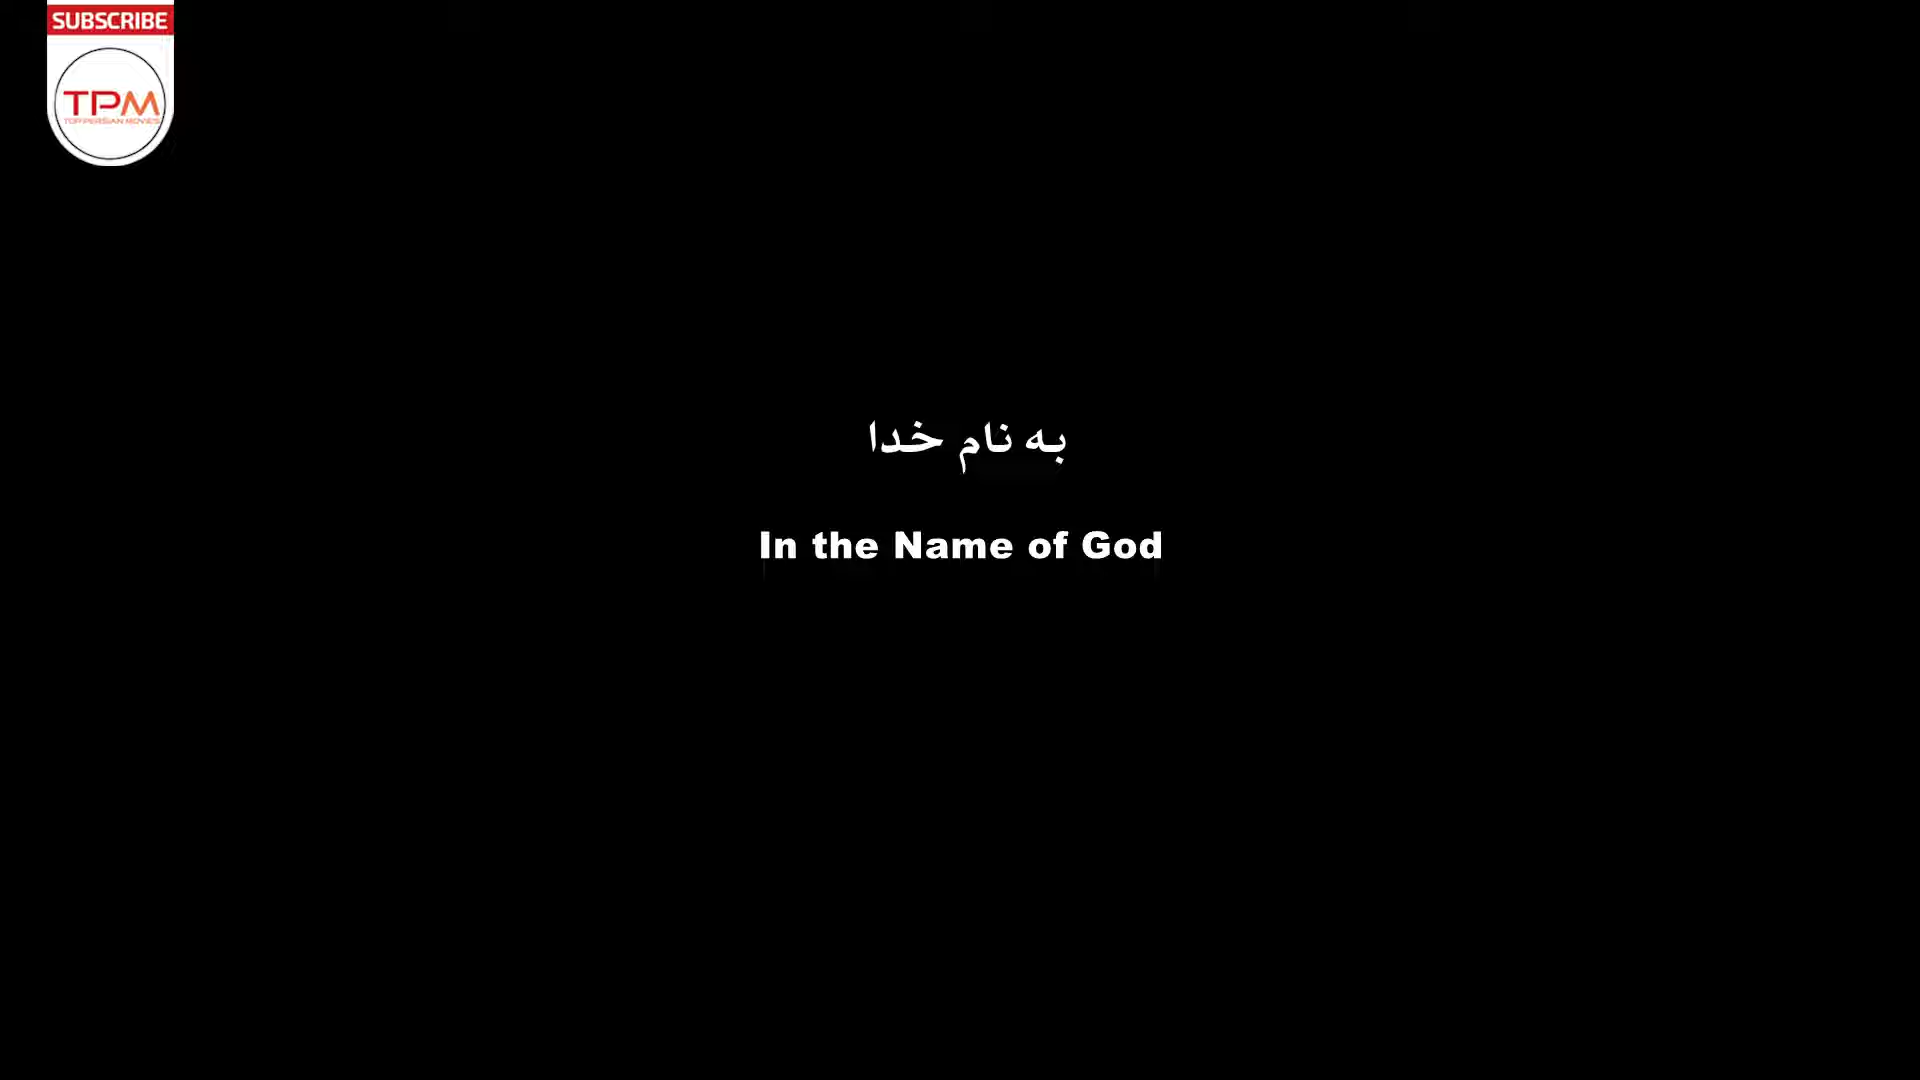 SUBSCRIBE
TPM
TOP PERSIAN MOVIES
به نام خدا
In the Name of God